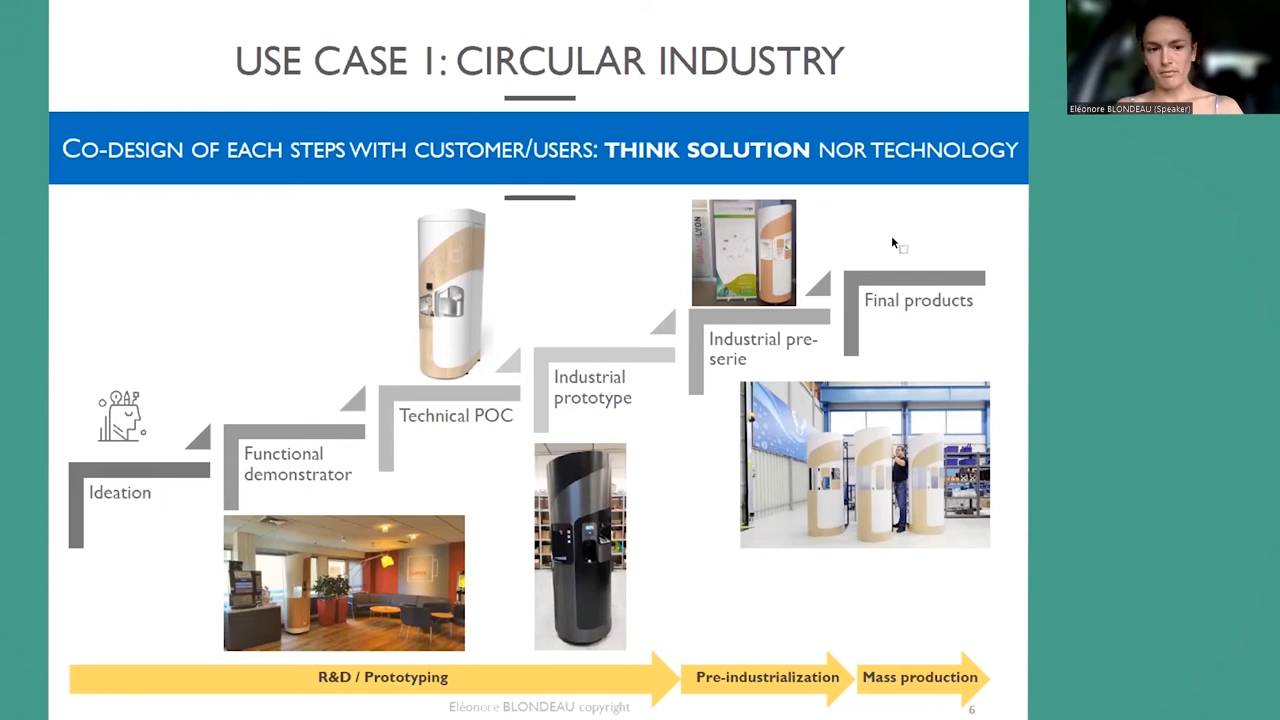 USE CASE 1: CIRCULAR INDUSTRY
CO-DESIGN OF EACH STEPS WITH CUSTOMER/USERS: THINK SOLUTION NOR TECHNOLOGY
Eléonore BLONDEAU (Speaker)
Ideation
Functional
demonstrator
Technical POC
Industrial
prototype
Industrial pre-
serie
Final products
GRANDLYON
R&D / Prototyping
Pre-industrialization
Mass production
Eléonore BLONDEAU copyright
6